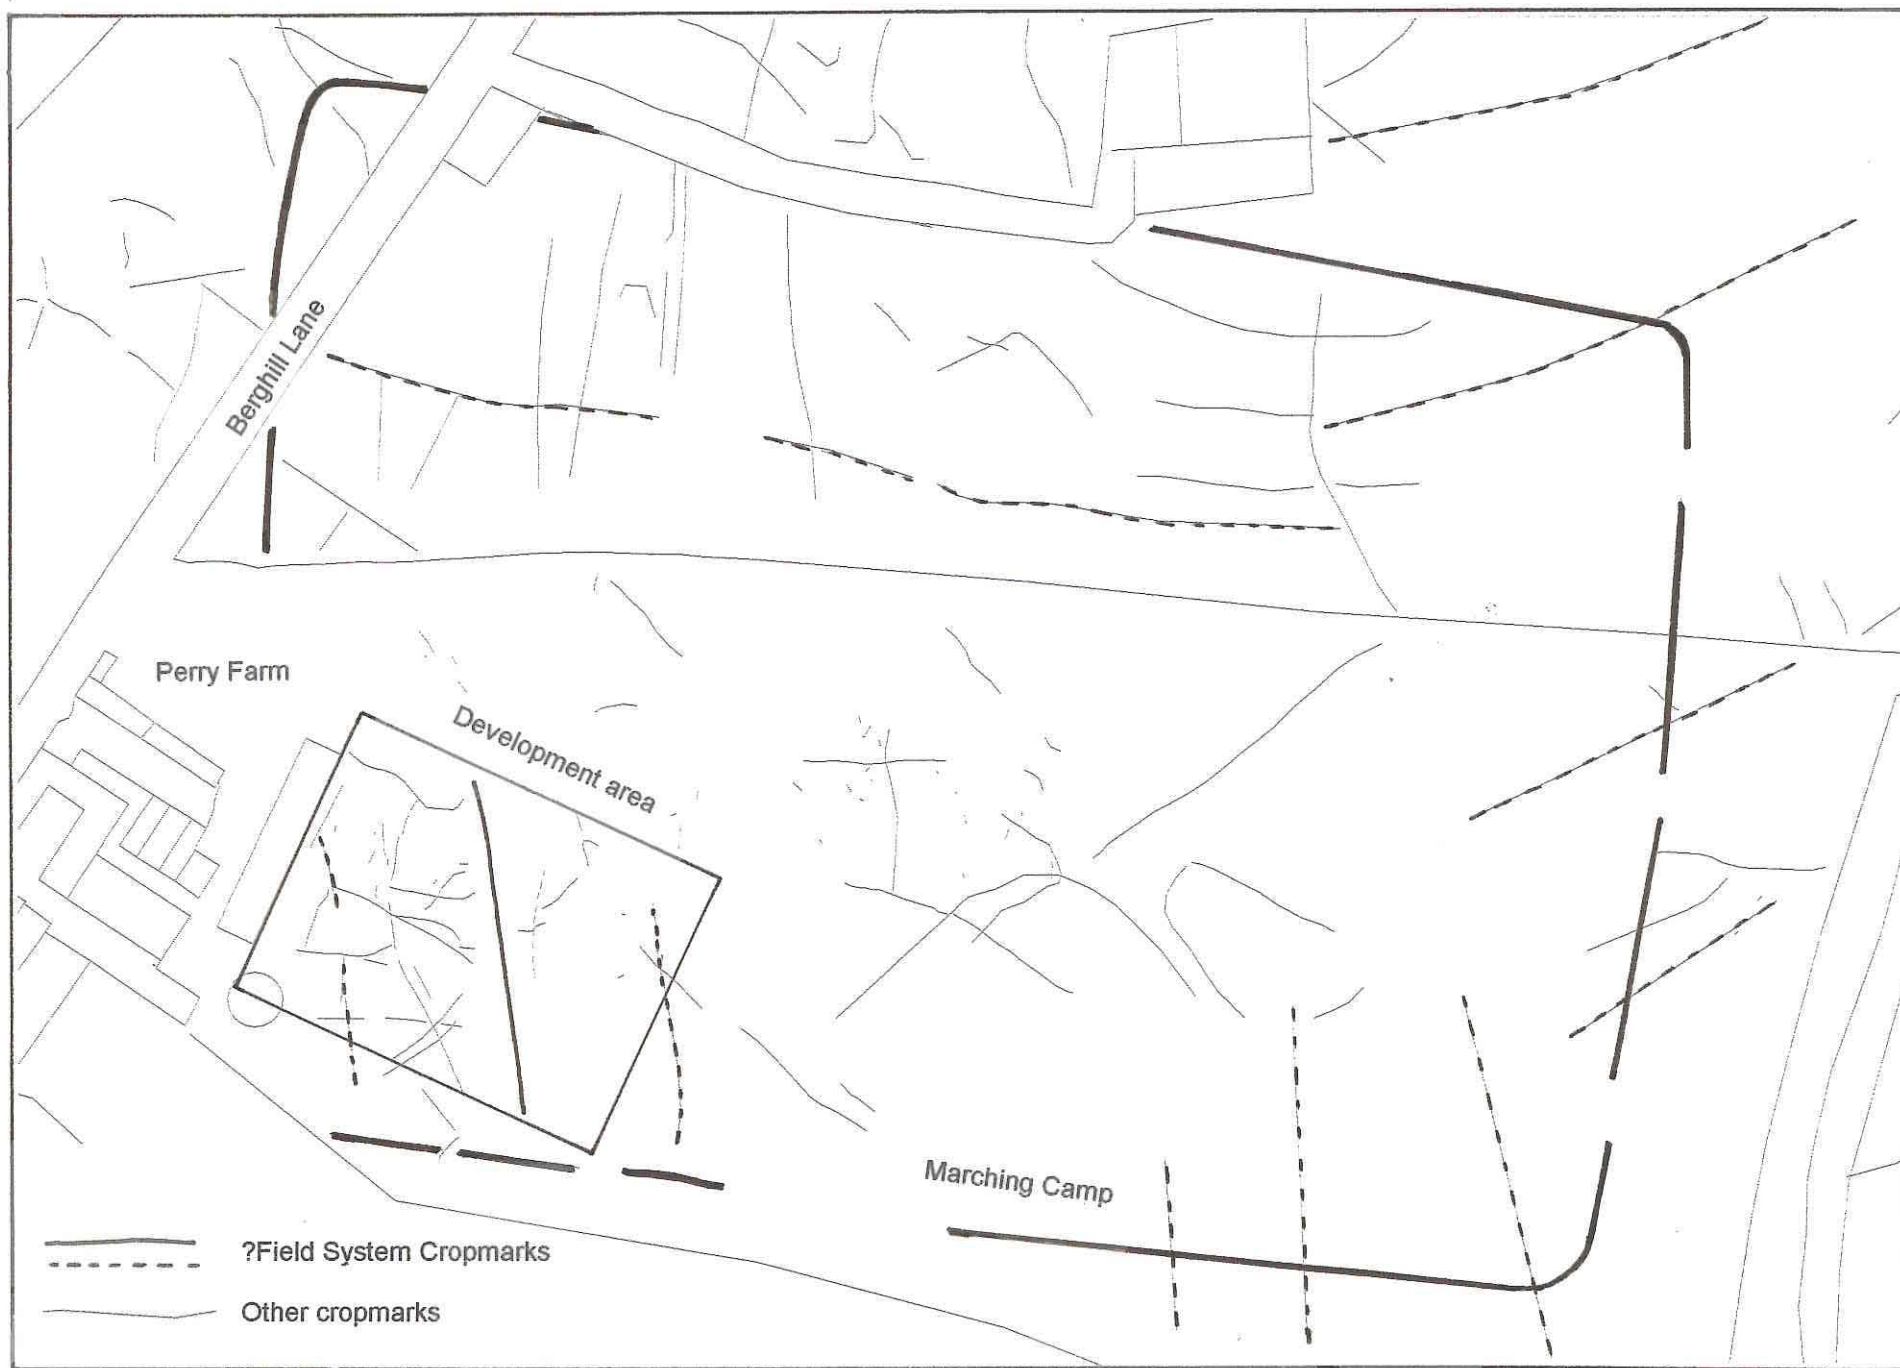 Berghill Lane
Perry Farm
Development area
Marching Camp
?Field System Cropmarks
Other cropmarks